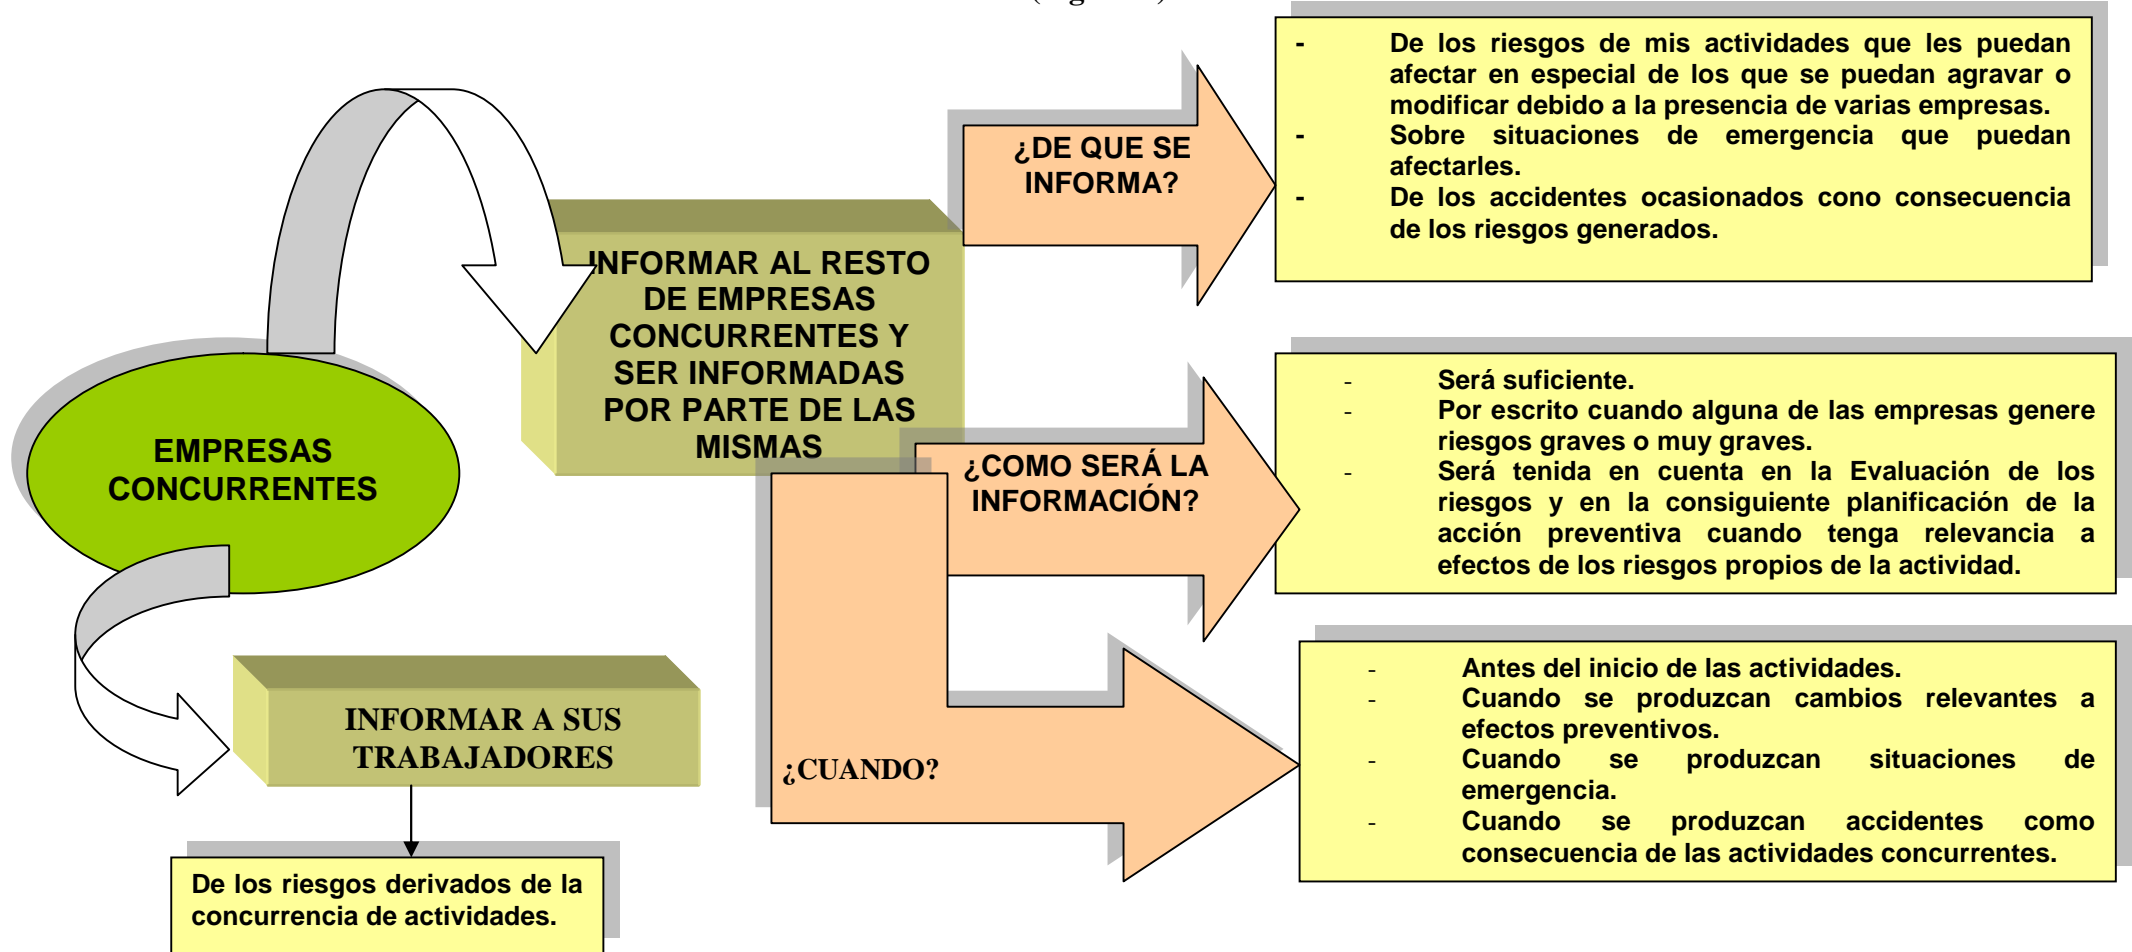 - De los riesgos de mis actividades que les puedan
afectar en especial de los que se puedan agravar o
modificar debido a la presencia de varias empresas.
- Sobre situaciones de emergencia que puedan
afectarles.
- De los accidentes ocasionados cono consecuencia
de los riesgos generados.
¿DE QUE SE
INFORMA?
INFORMAR AL RESTO
DE EMPRESAS
CONCURRENTES Y
SER INFORMADAS
POR PARTE DE LAS
MISMAS
EMPRESAS
CONCURRENTES
¿COMO SERÁ LA
INFORMACIÓN?
- Será suficiente.
- Por escrito cuando alguna de las empresas genere
riesgos graves o muy graves.
- Será tenida en cuenta en la Evaluación de los
riesgos y en la consiguiente planificación de la
acción preventiva cuando tenga relevancia a
efectos de los riesgos propios de la actividad.
¿CUANDO?
- Antes del inicio de las actividades.
- Cuando se produzcan cambios relevantes a
efectos preventivos.
- Cuando se produzcan situaciones de
emergencia.
- Cuando se produzcan accidentes como
consecuencia de las actividades concurrentes.
INFORMAR A SUS
TRABAJADORES
De los riesgos derivados de la
concurrencia de actividades.